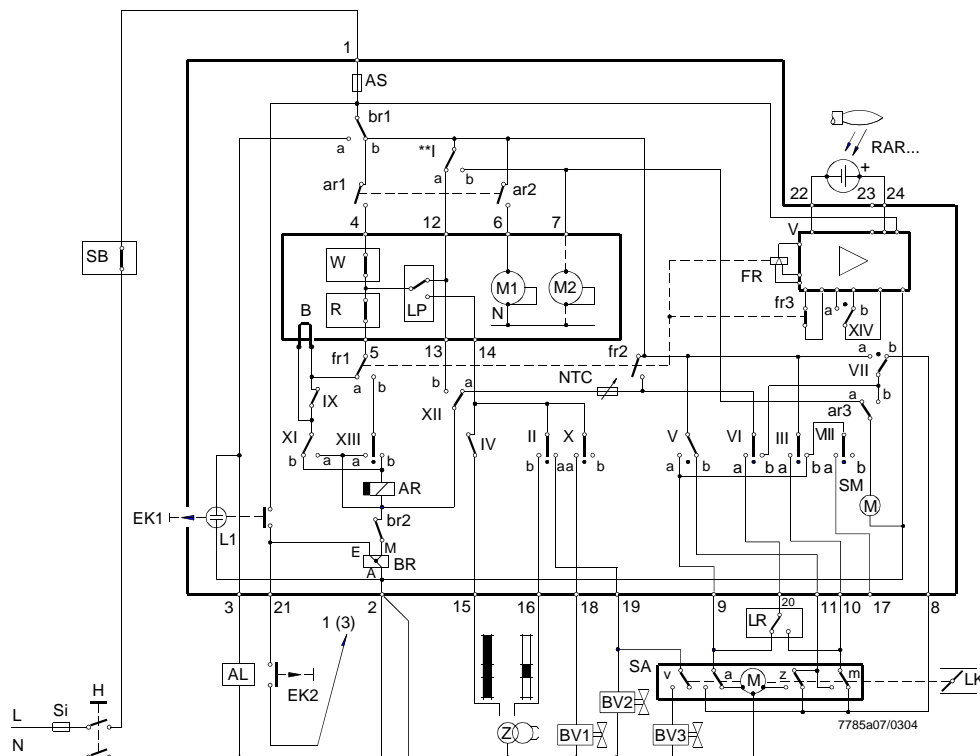 1
AS
br1
a b
**I
a b
RAR...
+
22 23 24
ar1
ar2
4 12 6 7
V
SB
W
R
LP
M1
M2
N
FR
fr3
a b
XIV
B
fr1
5 13 14
fr2
NTC
a b
VII
a b
b a
XII
IX
a
ar3
b
XI
XIII
IV
II
X
V
VI
III
VIII
b a a b
b a a b
a b
a b
a b
a b
SM
M
AR
EK1
L1
br2
E M
BR
A
3 21 2 15 16 18 19 9 20 11 10 17 8
1 (3)
LR
AL
EK2
SA
v a M z m
LK
H
L
Si
N
Z
BV1
BV2
BV3
7785a07/0304